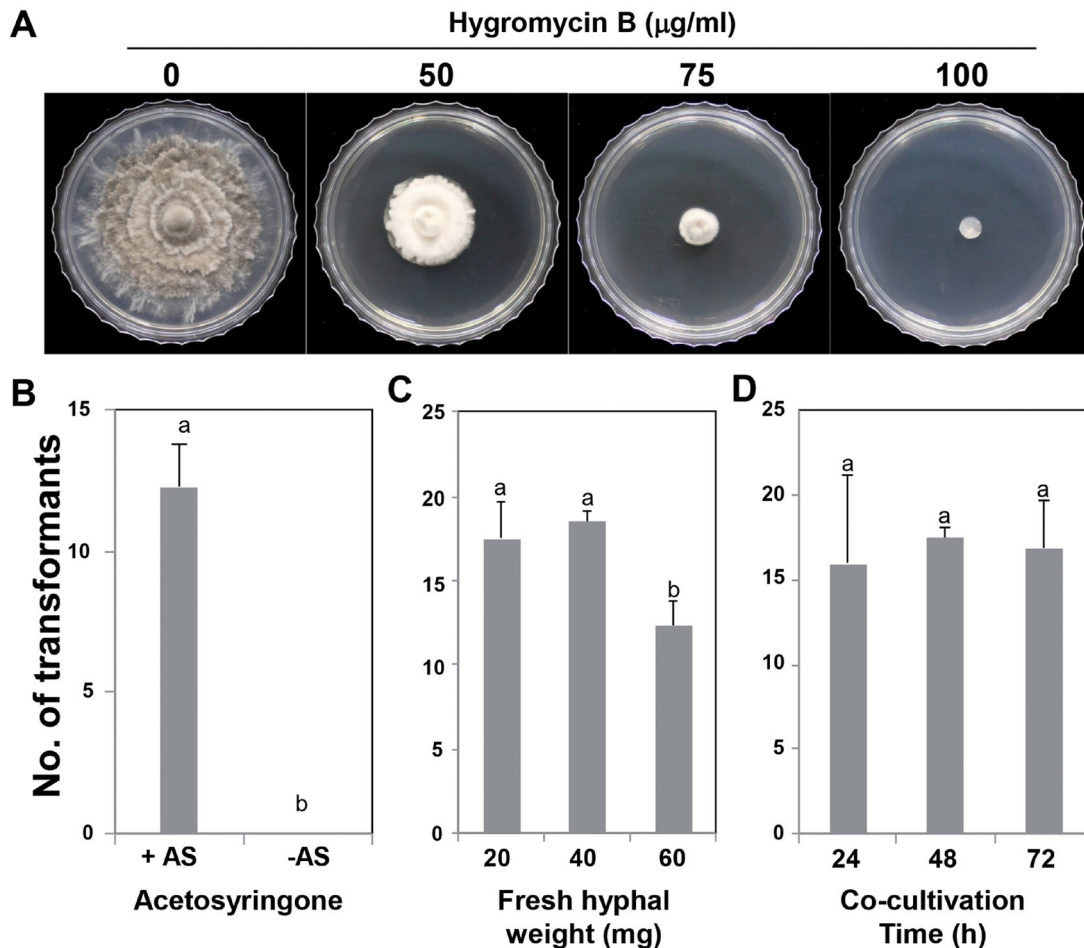 A
Hygromycin B (μg/ml)
0 50 75 100
B C D
No. of transformants
15
10
5
0
a
b
+ AS -AS
Acetosyringone
25
20
15
10
5
0
a
a
b
20 40 60
Fresh hyphal
weight (mg)
25
20
15
10
5
0
a
a
a
24 48 72
Co-cultivation
Time (h)